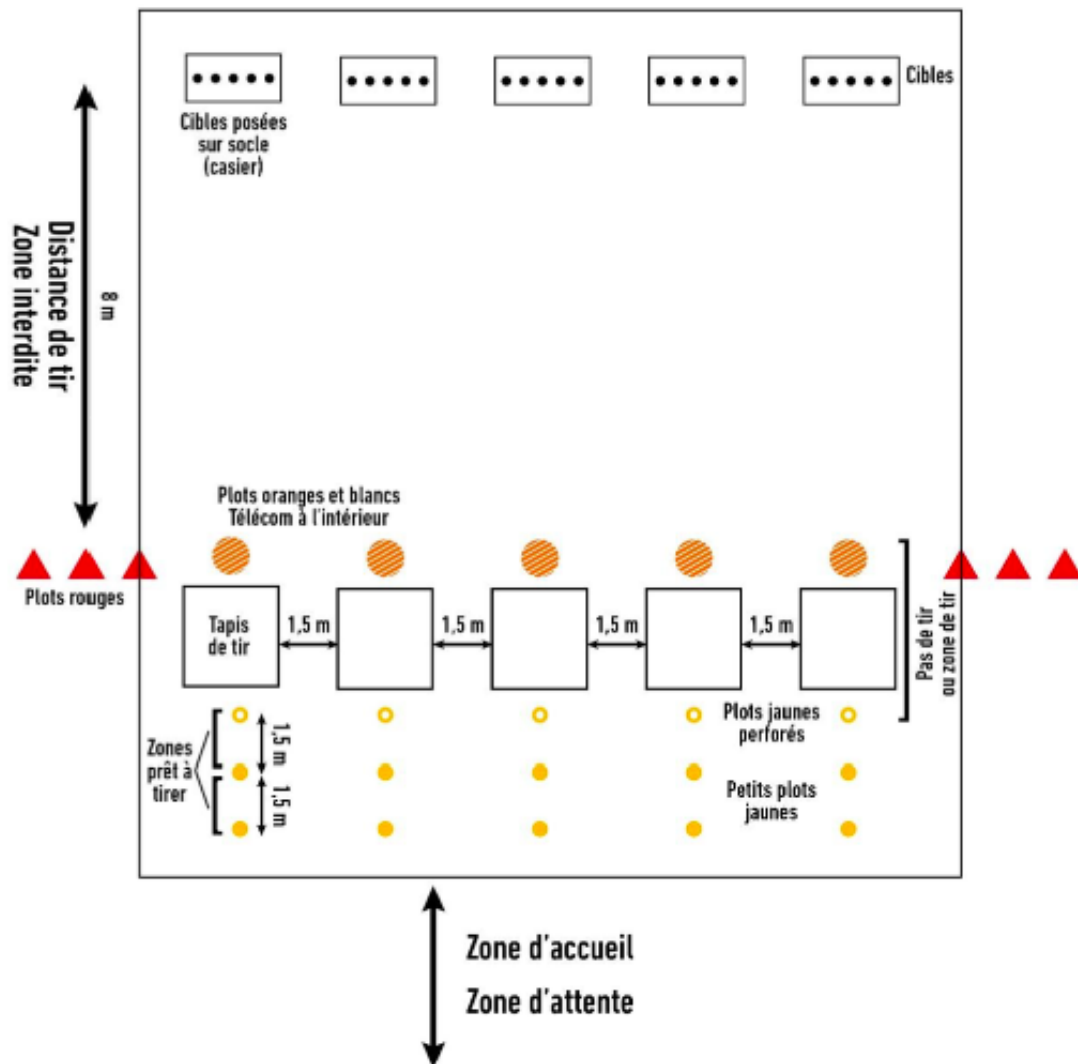 Cibles
Cibles posées
sur socle
(casier)
Distance de tir
Zone interdite
8 m
Plots oranges et blancs
Télécom à l'intérieur
Plots rouges
Tapis
de tir
1,5 m
1,5 m
1,5 m
1,5 m
Pas de tir
ou zone de tir
Plots jaunes
perforés
Zones
prêt à
tirer
1,5 m
1,5 m
Petits plots
jaunes
Zone d'accueil
Zone d'attente